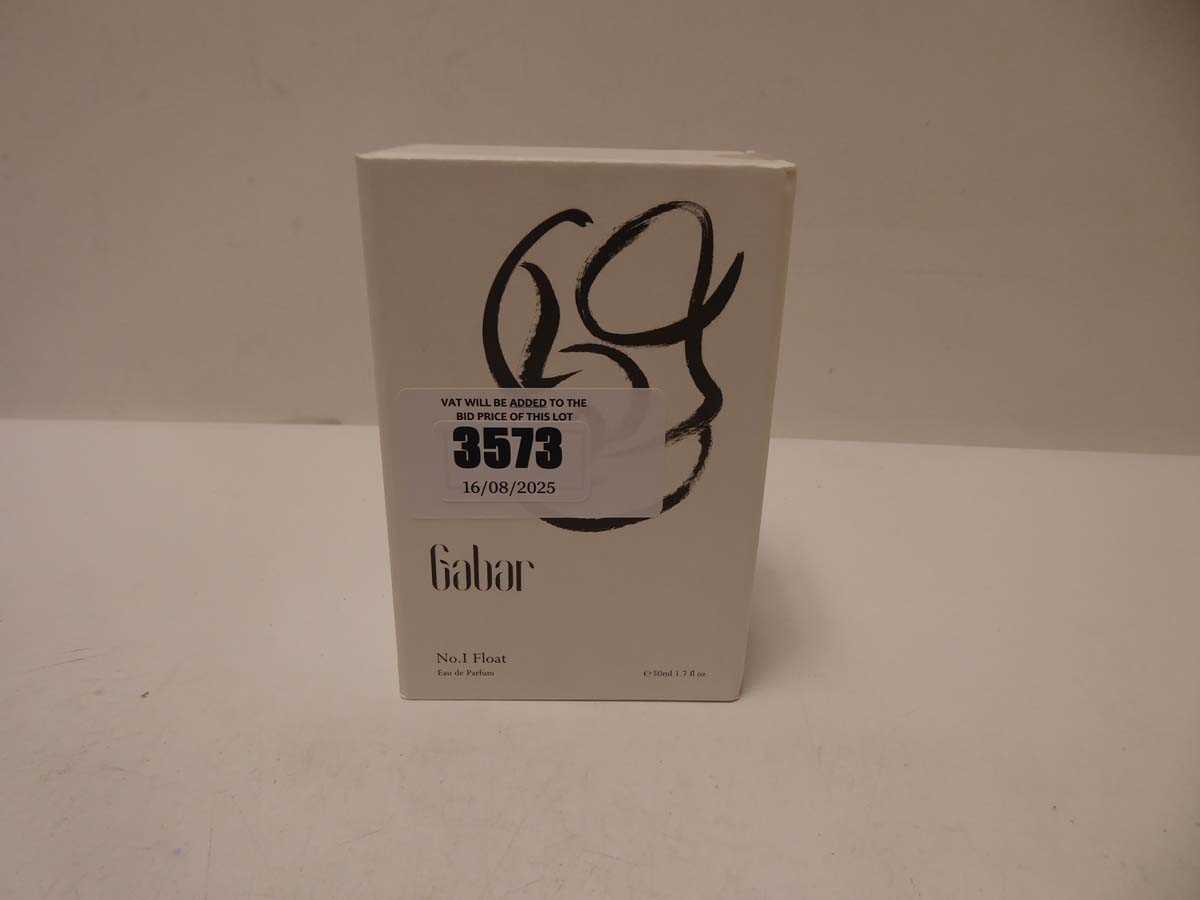 VAT WILL BE ADDED TO THE
BID PRICE OF THIS LOT
3573
16/08/2025
Gabar
No.I Float
Eau de Parfum
℮50ml 1.7 fl oz